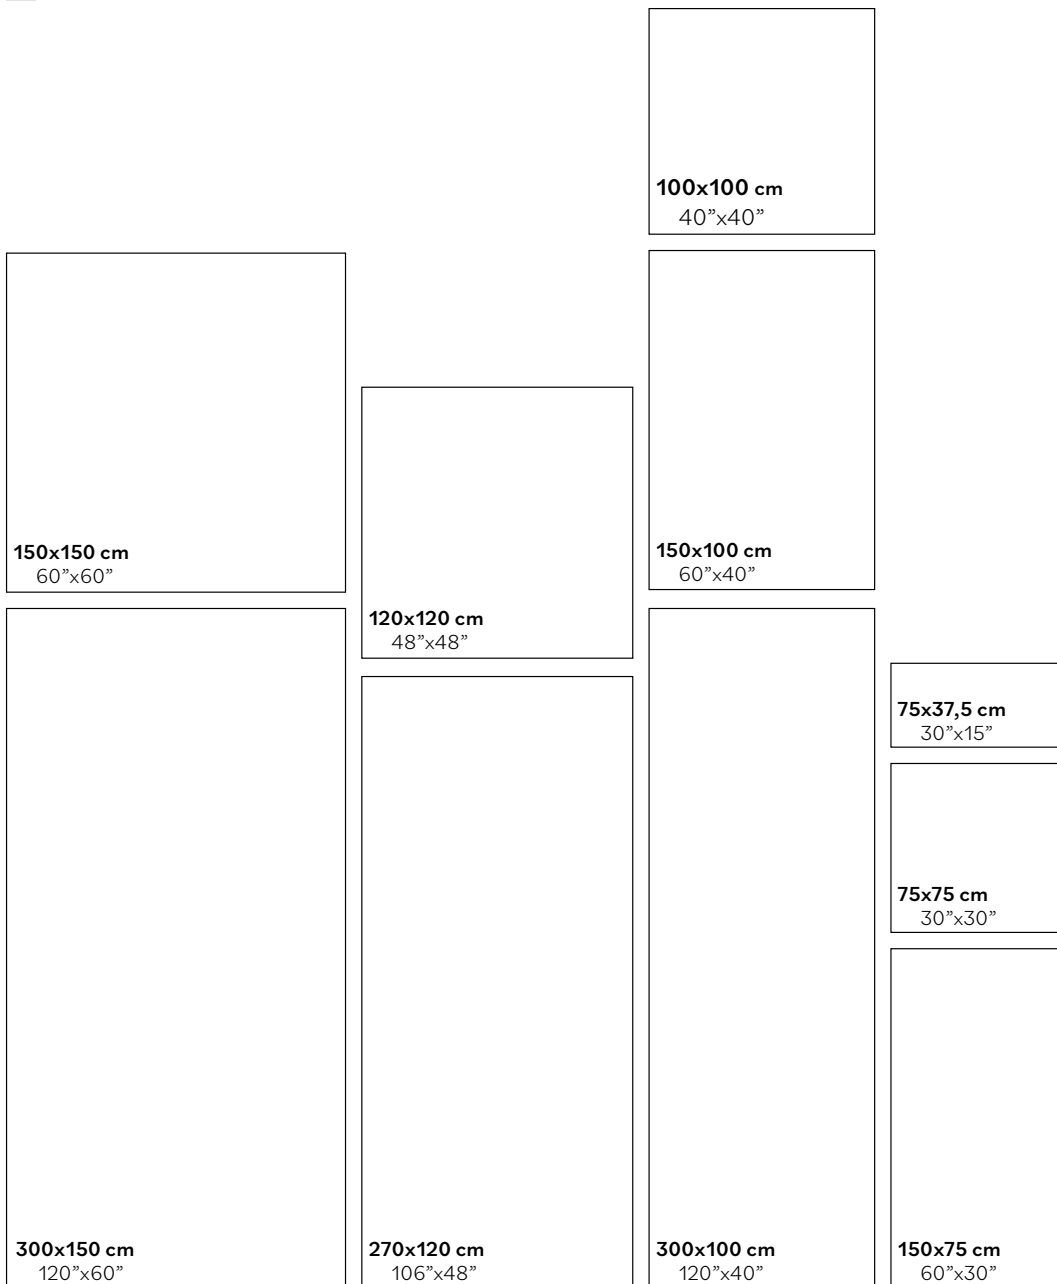 100x100 cm
40”x40”
150x150 cm
60”x60”
120x120 cm
48”x48”
150x100 cm
60”x40”
75x37,5 cm
30”x15”
75x75 cm
30”x30”
300x150 cm
120”x60”
270x120 cm
106”x48”
300x100 cm
120”x40”
150x75 cm
60”x30”